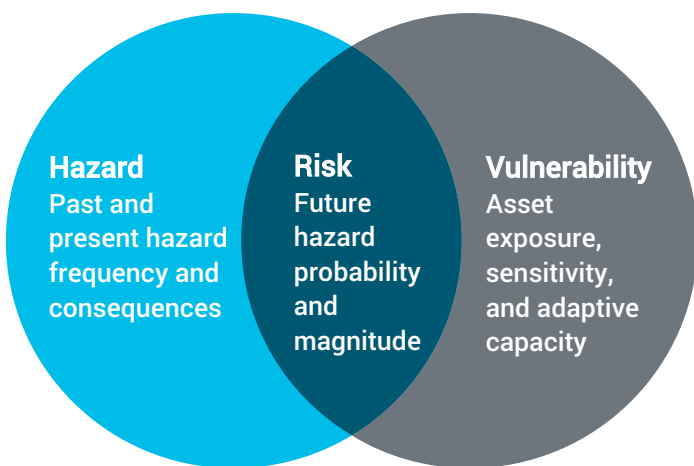 Hazard
Past and
present hazard
frequency and
consequences
Risk
Future
hazard
probability
and
magnitude
Vulnerability
Asset
exposure,
sensitivity,
and adaptive
capacity